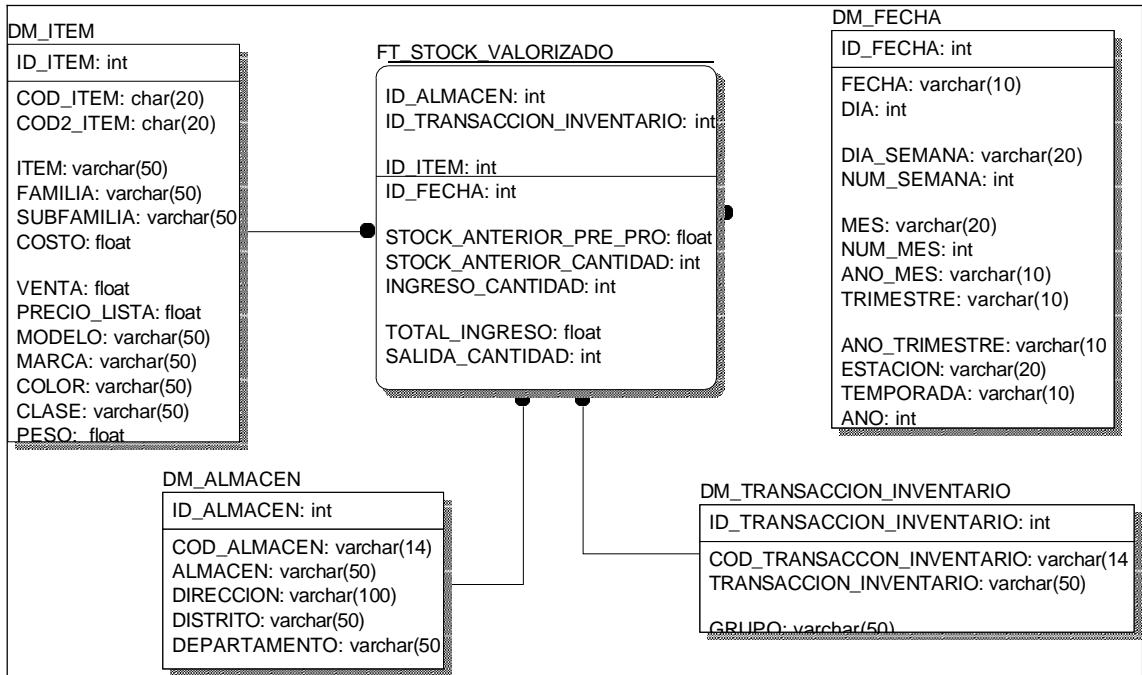 DM_ITEM
ID_ITEM: int
COD_ITEM: char(20)
COD2_ITEM: char(20)
ITEM: varchar(50)
FAMILIA: varchar(50)
SUBFAMILIA: varchar(50
COSTO: float
VENTA: float
PRECIO_LISTA: float
MODELO: varchar(50)
MARCA: varchar(50)
COLOR: varchar(50)
CLASE: varchar(50)
PESO: float
FT_STOCK_VALORIZADO
ID_ALMACEN: int
ID_TRANSACCION_INVENTARIO: int
ID_ITEM: int
ID_FECHA: int
STOCK_ANTERIOR_PRE_PRO: float
STOCK_ANTERIOR_CANTIDAD: int
INGRESO_CANTIDAD: int
TOTAL_INGRESO: float
SALIDA_CANTIDAD: int
DM_FECHA
ID_FECHA: int
FECHA: varchar(10)
DIA: int
DIA_SEMANA: varchar(20)
NUM_SEMANA: int
MES: varchar(20)
NUM_MES: int
ANO_MES: varchar(10)
TRIMESTRE: varchar(10)
ANO_TRIMESTRE: varchar(10
ESTACION: varchar(20)
TEMPORADA: varchar(10)
ANO: int
DM_ALMACEN
ID_ALMACEN: int
COD_ALMACEN: varchar(14)
ALMACEN: varchar(50)
DIRECCION: varchar(100)
DISTRITO: varchar(50)
DEPARTAMENTO: varchar(50
DM_TRANSACCION_INVENTARIO
ID_TRANSACCION_INVENTARIO: int
COD_TRANSACCON_INVENTARIO: varchar(14
TRANSACCION_INVENTARIO: varchar(50)
GRUPO: varchar(50)